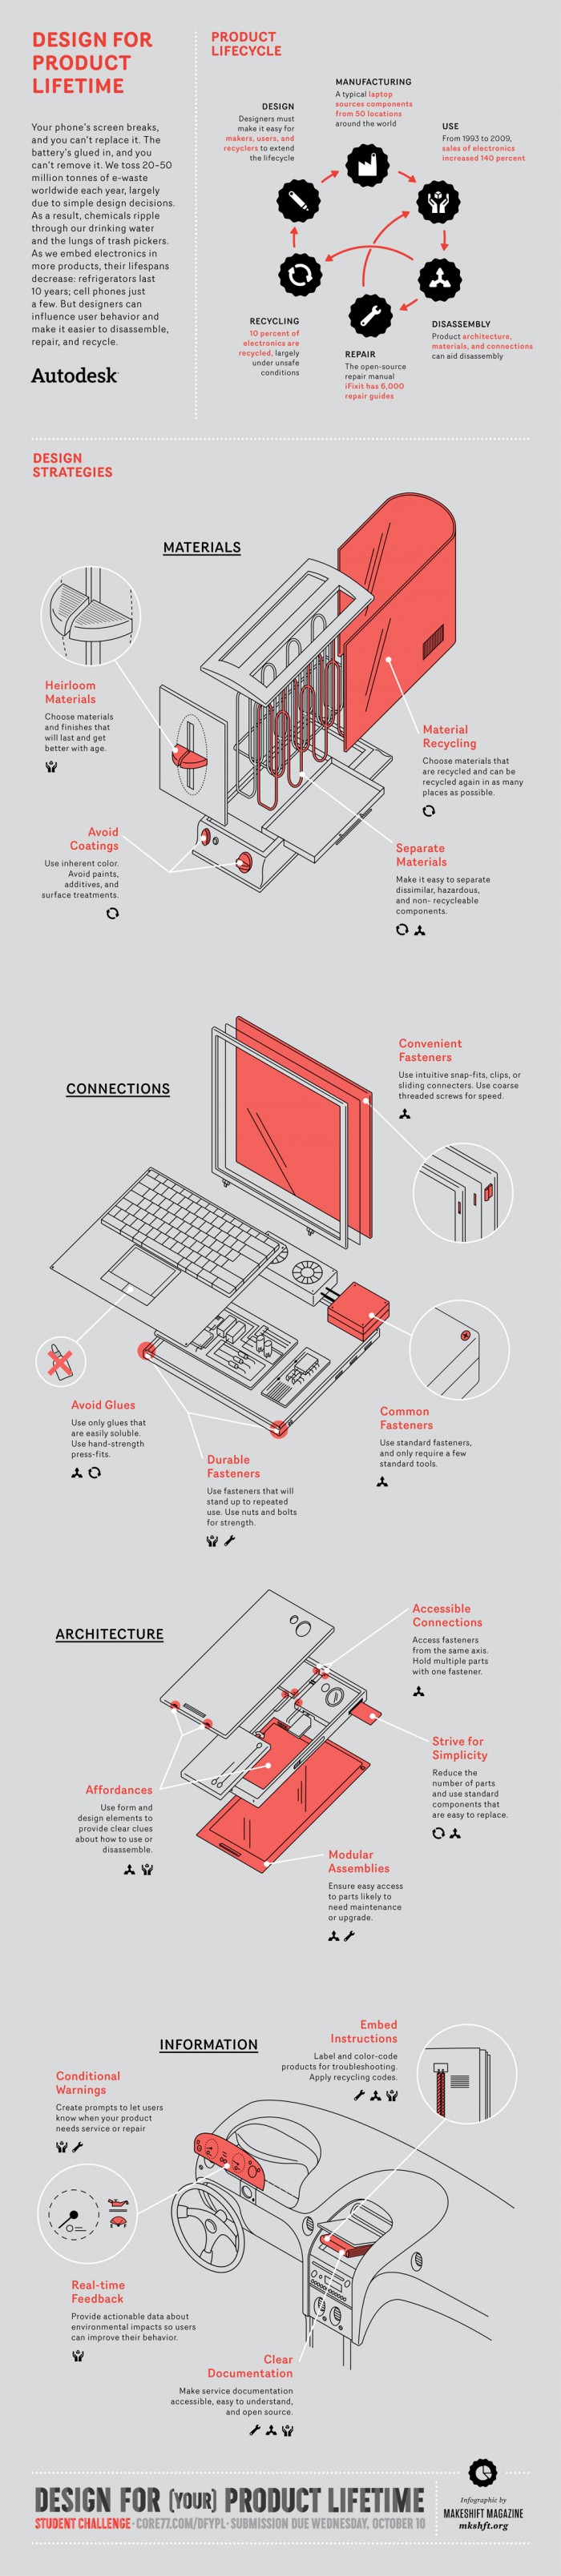 DESIGN FOR
PRODUCT
LIFETIME
Your phone's screen breaks,
and you can't replace it. The
battery's glued in, and you
can't remove it. We toss 20–50
million tonnes of e-waste
worldwide each year, largely
due to simple design decisions.
As a result, chemicals ripple
through our drinking water
and the lungs of trash pickers.
As we embed electronics in
more products, their lifespans
decrease: refrigerators last
10 years; cell phones just
a few. But designers can
influence user behavior and
make it easier to disassemble,
repair, and recycle.
Autodesk
PRODUCT
LIFECYCLE
DESIGN
Designers must
make it easy for
makers, users, and
recyclers to extend
the lifecycle
MANUFACTURING
A typical laptop
sources components
from 50 locations
around the world
USE
From 1993 to 2009,
sales of electronics
increased 140 percent
DISASSEMBLY
Product architecture,
materials, and connections
can aid disassembly
REPAIR
The open-source
repair manual
iFixit has 6,000
repair guides
RECYCLING
10 percent of
electronics are
recycled, largely
under unsafe
conditions
DESIGN
STRATEGIES
MATERIALS
Heirloom
Materials
Choose materials
and finishes that
will last and get
better with age.
Material
Recycling
Choose materials that
are recycled and can be
recycled again in as many
places as possible.
Avoid
Coatings
Use inherent color.
Avoid paints,
additives, and
surface treatments.
Separate
Materials
Make it easy to separate
dissimilar, hazardous,
and non- recycleable
components.
CONNECTIONS
Convenient
Fasteners
Use intuitive snap-fits, clips, or
sliding connecters. Use coarse
threaded screws for speed.
Avoid Glues
Use only glues that
are easily soluble.
Use hand-strength
press-fits.
Common
Fasteners
Use standard fasteners,
and only require a few
standard tools.
Durable
Fasteners
Use fasteners that will
stand up to repeated
use. Use nuts and bolts
for strength.
ARCHITECTURE
Accessible
Connections
Access fasteners
from the same axis.
Hold multiple parts
with one fastener.
Strive for
Simplicity
Reduce the
number of parts
and use standard
components that
are easy to replace.
Affordances
Use form and
design elements to
provide clear clues
about how to use or
disassemble.
Modular
Assemblies
Ensure easy access
to parts likely to
need maintenance
or upgrade.
INFORMATION
Embed
Instructions
Label and color-code
products for troubleshooting.
Apply recycling codes.
Conditional
Warnings
Create prompts to let users
know when your product
needs service or repair
Real-time
Feedback
Provide actionable data about
environmental impacts so users
can improve their behavior.
Clear
Documentation
Make service documentation
accessible, easy to understand,
and open source.
DESIGN FOR (YOUR) PRODUCT LIFETIME
STUDENT CHALLENGE · CORE77.COM/DFYPL · SUBMISSION DUE WEDNESDAY, OCTOBER 10
Infographic by
MAKESHIFT MAGAZINE
mkshft.org